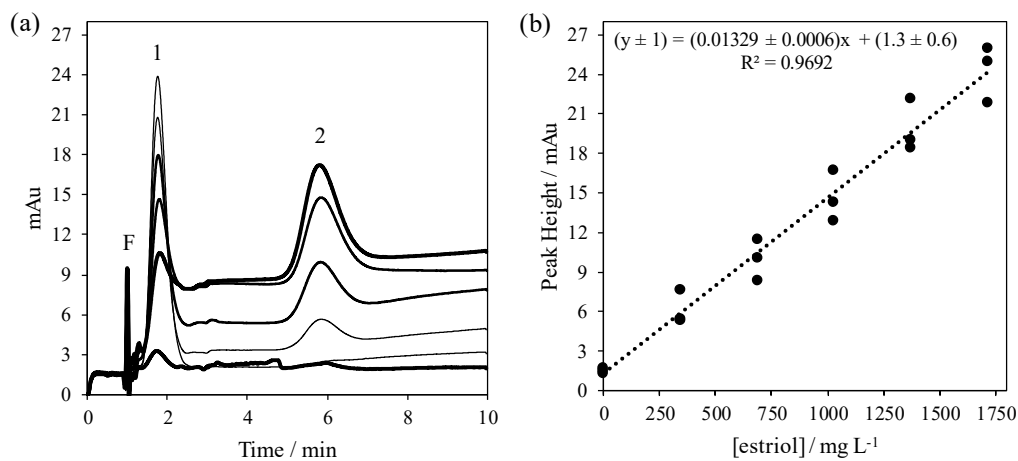 (a)
27
24
21
18
15
12
9
6
3
0
mAu
F
1
2
0 2 4 6 8 10
Time / min
(b)
27
24
21
18
15
12
9
6
3
0
Peak Height / mAu
(y ± 1) = (0.01329 ± 0.0006)x + (1.3 ± 0.6)
R² = 0.9692
0 250 500 750 1000 1250 1500 1750
[estriol] / mg L⁻¹